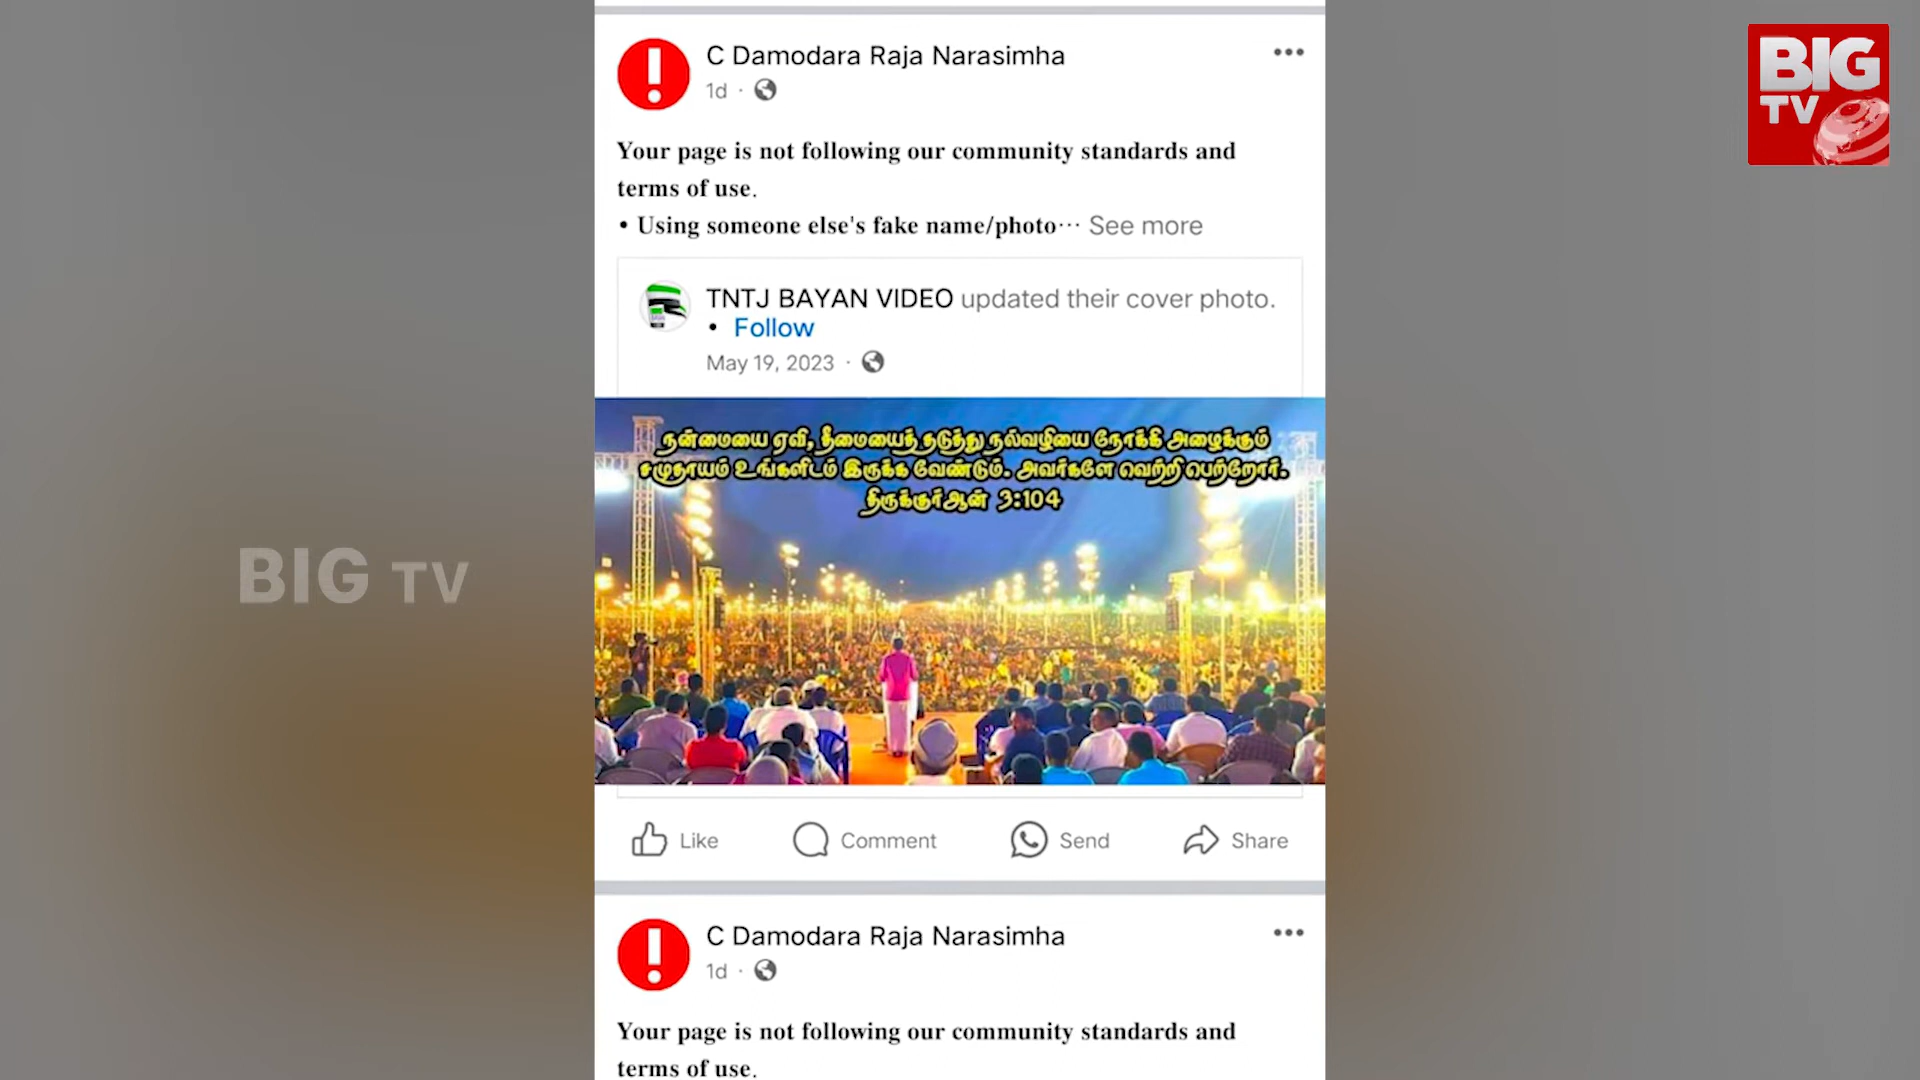 BIG
TV
C Damodara Raja Narasimha
1d ·
Your page is not following our community standards and
terms of use.
• Using someone else's fake name/photo··· See more
TNTJ BAYAN VIDEO updated their cover photo.
• Follow
May 19, 2023 ·
நன்மையை ஏவி, தீமையைத் தடுத்து நல்வழியை நோக்கி அழைக்கும்
சமுதாயம் உங்களிடம் இருக்க வேண்டும். அவர்களே வெற்றி பெற்றோர்.
திருக்குர்ஆன் 3:104
BIG TV
Like Comment Send Share
C Damodara Raja Narasimha
1d ·
Your page is not following our community standards and
terms of use.